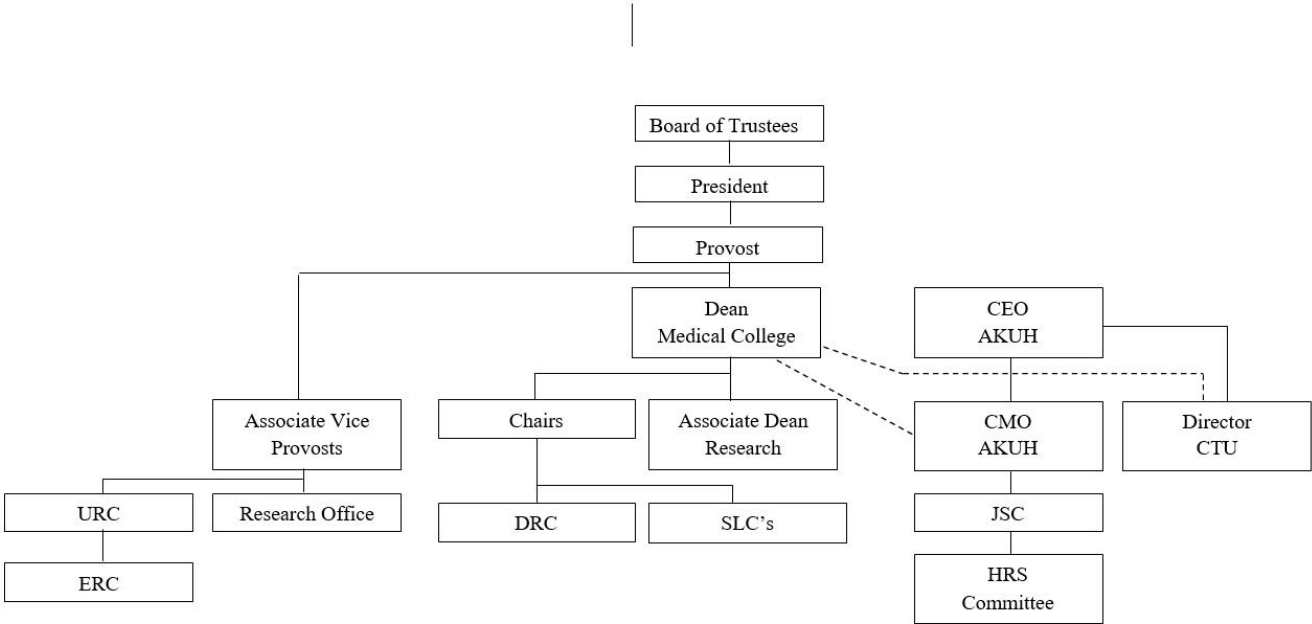 Board of Trustees
President
Provost
Dean
Medical College
CEO
AKUH
Associate Vice
Provosts
Chairs
Associate Dean
Research
CMO
AKUH
Director
CTU
URC
Research Office
DRC
SLC's
JSC
ERC
HRS
Committee